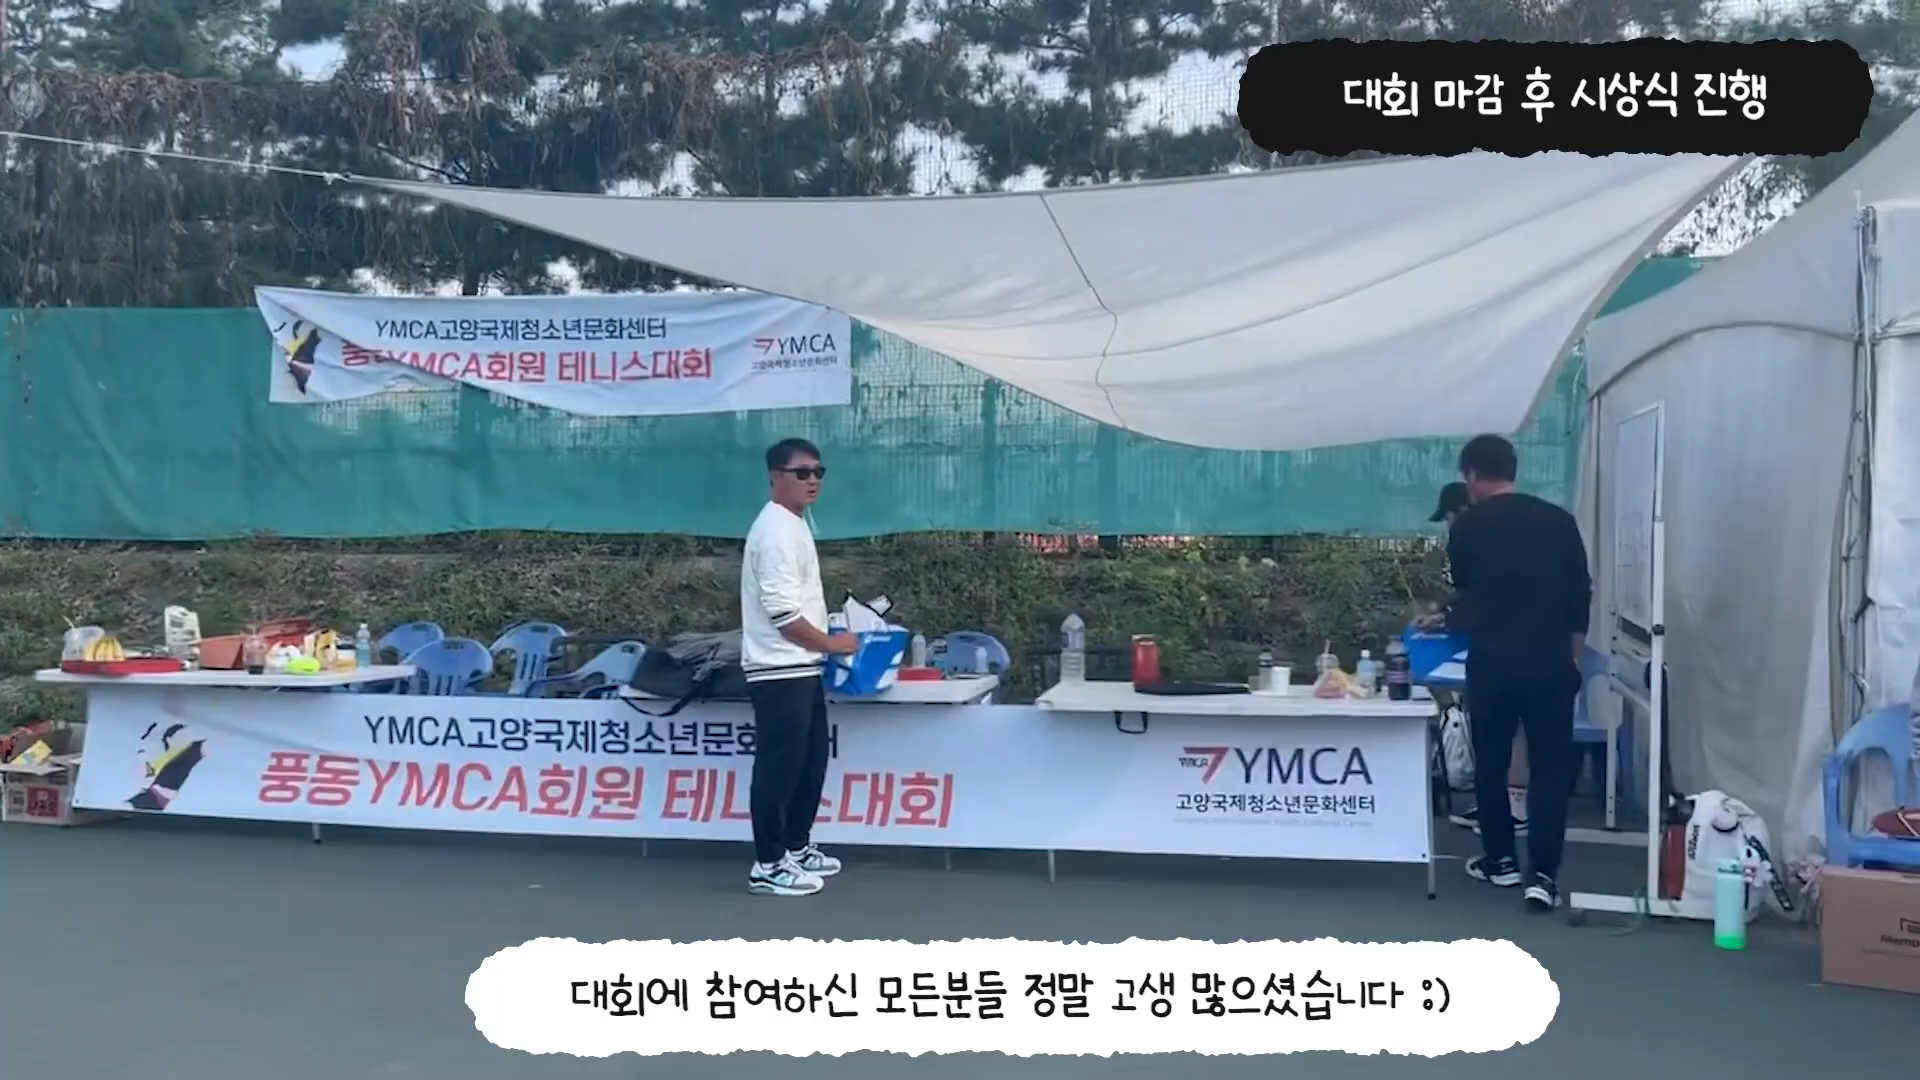 대회 마감 후 시상식 진행
YMCA고양국제청소년문화센터
풍동YMCA회원 테니스대회
YMCA
고양국제청소년문화센터
YMCA고양국제청소년문화
풍동YMCA회원 테니스대회
YMCA
YMCA
고양국제청소년문화센터
대회에 참여하신 모든분들 정말 고생 많으셨습니다 :)